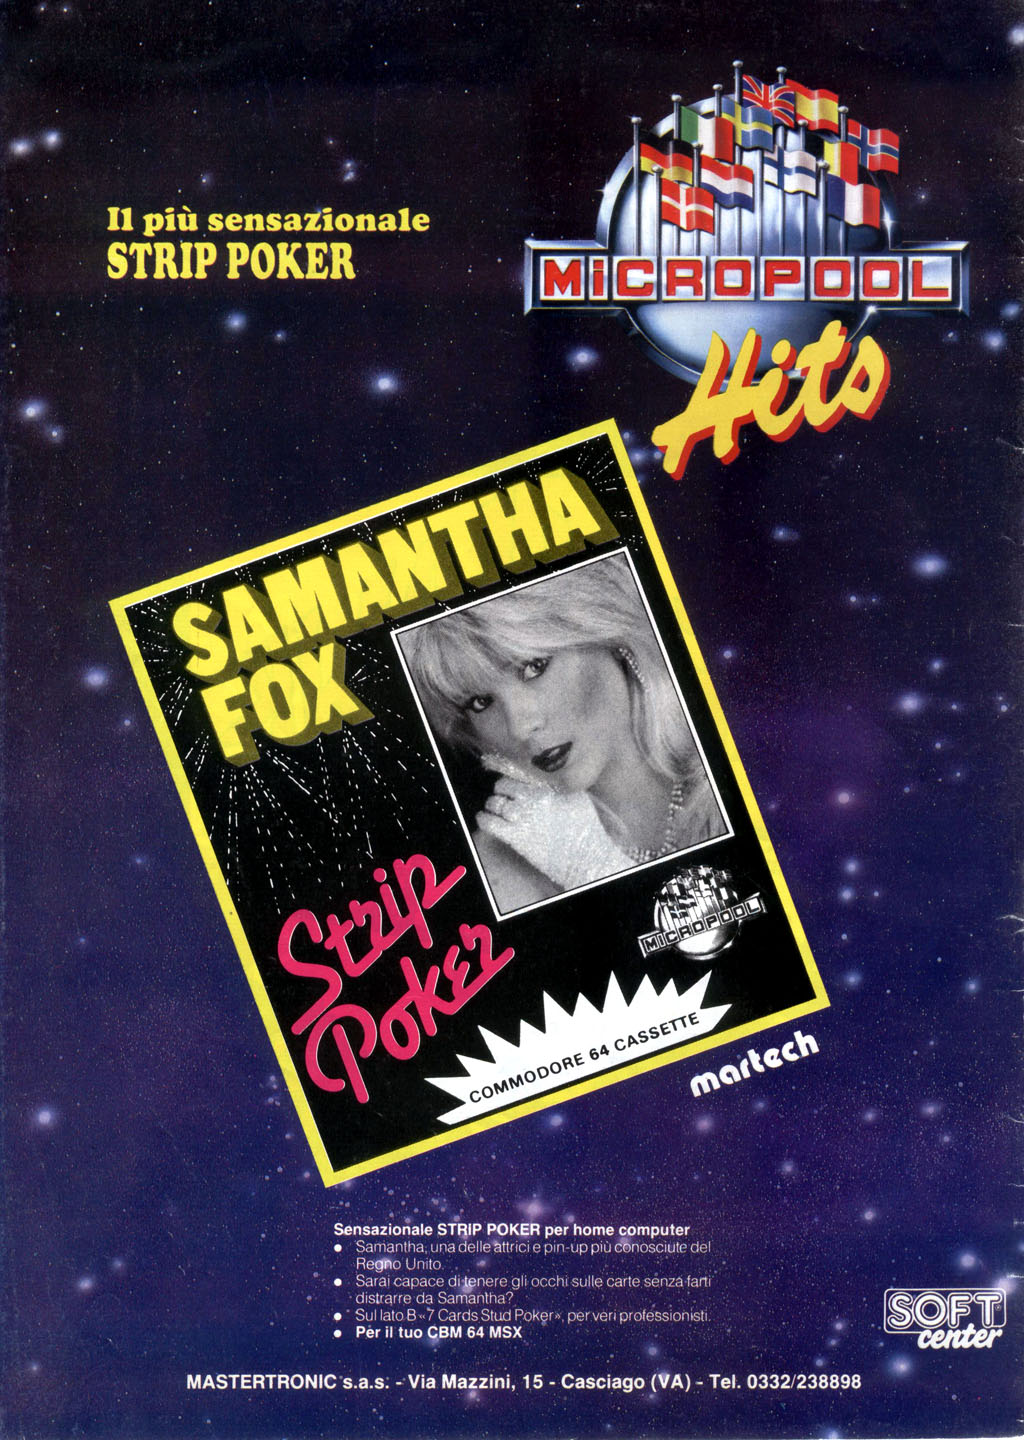 Il più sensazionale
STRIP POKER
MiCROPOOL
Hits
SAMANTHA
FOX
Strip
Poker
MICROPOOL
COMMODORE 64 CASSETTE
martech
Sensazionale STRIP POKER per home computer
● Samantha, una delle attrici e pin-up più conosciute del
Regno Unito.
● Sarai capace di tenere gli occhi sulle carte senza farti
distrarre da Samantha?
● Sul lato B «7 Cards Stud Poker», per veri professionisti.
● Per il tuo CBM 64 MSX
SOFT
center
MASTERTRONIC s.a.s. - Via Mazzini, 15 - Casciago (VA) - Tel. 0332/238898